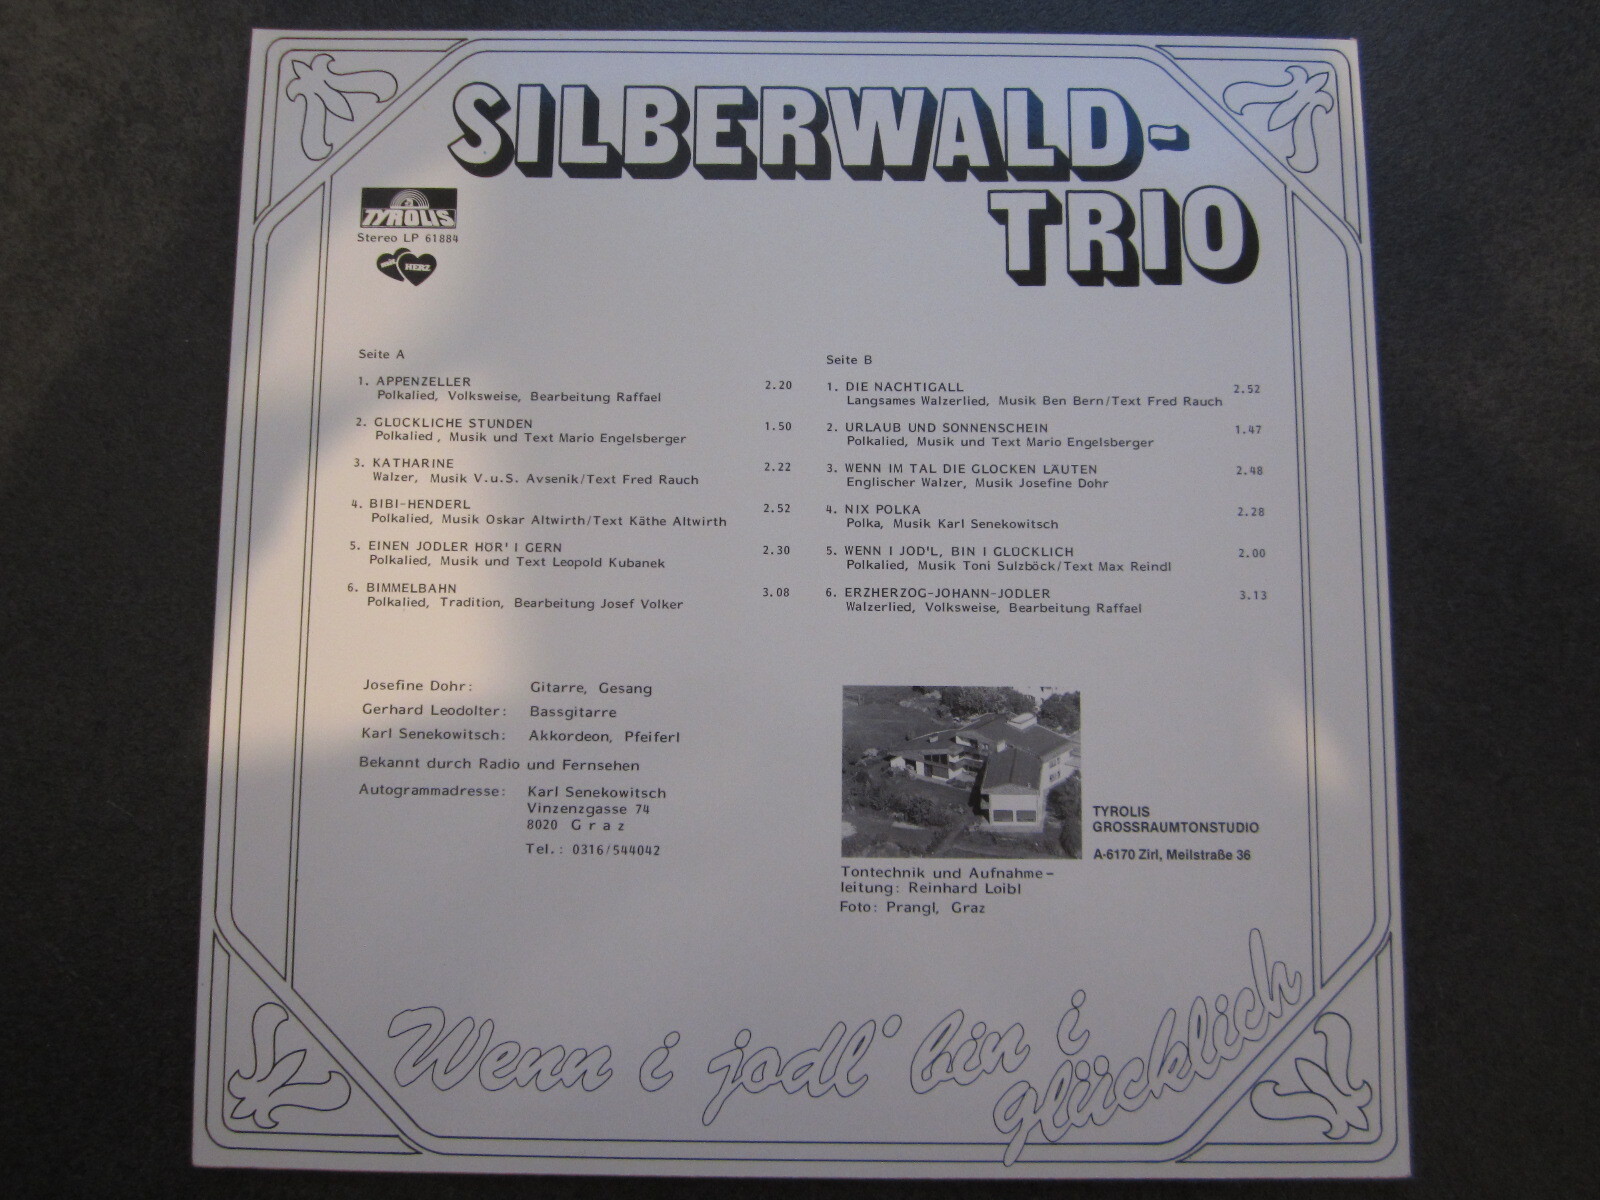 SILBERWALD-
TRIO
TYROLIS
Stereo LP 61884
HERZ
Seite A
1. APPENZELLER 2.20
Polkalied, Volksweise, Bearbeitung Raffael
2. GLÜCKLICHE STUNDEN 1.50
Polkalied, Musik und Text Mario Engelsberger
3. KATHARINE 2.22
Walzer, Musik V.u.S. Avsenik/Text Fred Rauch
4. BIBI-HENDERL 2.52
Polkalied, Musik Oskar Altwirth/Text Käthe Altwirth
5. EINEN JODLER HÖR' I GERN 2.30
Polkalied, Musik und Text Leopold Kubanek
6. BIMMELBAHN 3.08
Polkalied, Tradition, Bearbeitung Josef Volker
Seite B
1. DIE NACHTIGALL 2.52
Langsames Walzerlied, Musik Ben Bern/Text Fred Rauch
2. URLAUB UND SONNENSCHEIN 1.47
Polkalied, Musik und Text Mario Engelsberger
3. WENN IM TAL DIE GLOCKEN LÄUTEN 2.48
Englischer Walzer, Musik Josefine Dohr
4. NIX POLKA 2.28
Polka, Musik Karl Senekowitsch
5. WENN I JOD'L, BIN I GLÜCKLICH 2.00
Polkalied, Musik Toni Sulzböck/Text Max Reindl
6. ERZHERZOG-JOHANN-JODLER 3.13
Walzerlied, Volksweise, Bearbeitung Raffael
Josefine Dohr: Gitarre, Gesang
Gerhard Leodolter: Bassgitarre
Karl Senekowitsch: Akkordeon, Pfeiferl
Bekannt durch Radio und Fernsehen
Autogrammadresse: Karl Senekowitsch
Vinzenzgasse 74
8020 G r a z
Tel.: 0316/544042
TYROLIS
GROSSRAUMTONSTUDIO
A-6170 Zirl, Meilstraße 36
Tontechnik und Aufnahme-
leitung: Reinhard Loibl
Foto: Prangl, Graz
Wenn i jodl' bin i
glücklich